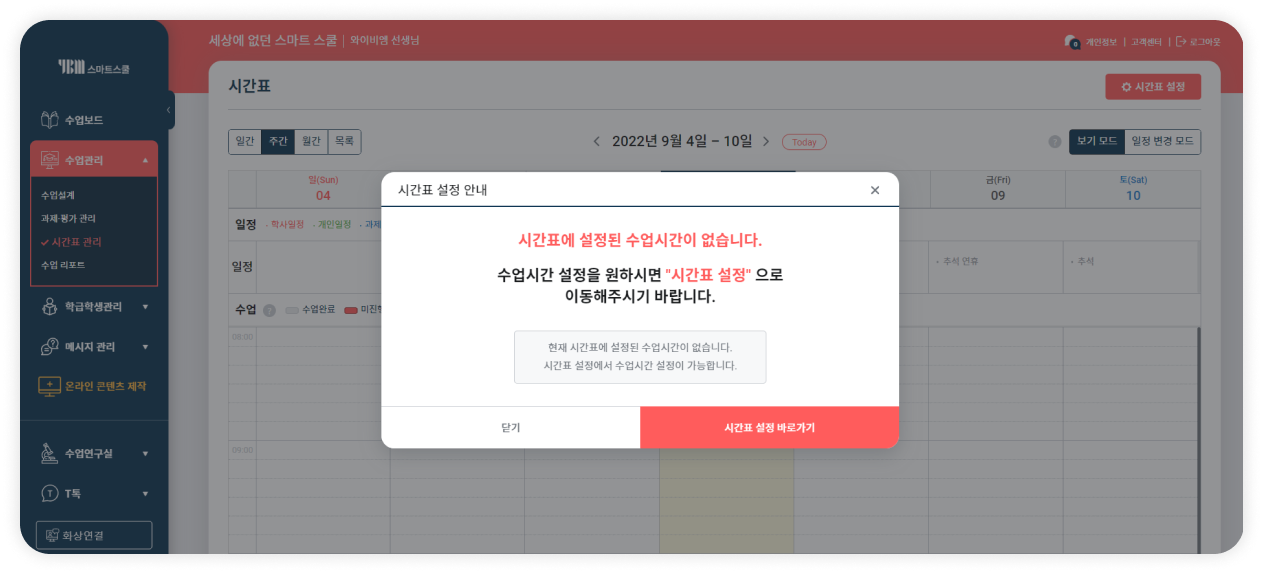 YBM 스마트스쿨
세상에 없던 스마트 스쿨 | 와이비엠 선생님
개인정보 | 고객센터 | 로그아웃
수업보드
수업관리
수업설계
과제·평가 관리
시간표 관리
수업 리포트
학급학생관리
메시지 관리
온라인 콘텐츠 제작
수업연구실
T톡
화상연결
시간표
시간표 설정
일간 주간 월간 목록
2022년 9월 4일 – 10일
Today
? 보기 모드 일정 변경 모드
일(Sun)
04
금(Fri)
09
토(Sat)
10
일정 · 학사일정 · 개인일정 · 과제
일정
· 추석 연휴
· 추석
수업 ? 수업완료 미진행
08:00
09:00
시간표 설정 안내
시간표에 설정된 수업시간이 없습니다.
수업시간 설정을 원하시면 "시간표 설정" 으로
이동해주시기 바랍니다.
현재 시간표에 설정된 수업시간이 없습니다.
시간표 설정에서 수업시간 설정이 가능합니다.
닫기
시간표 설정 바로가기